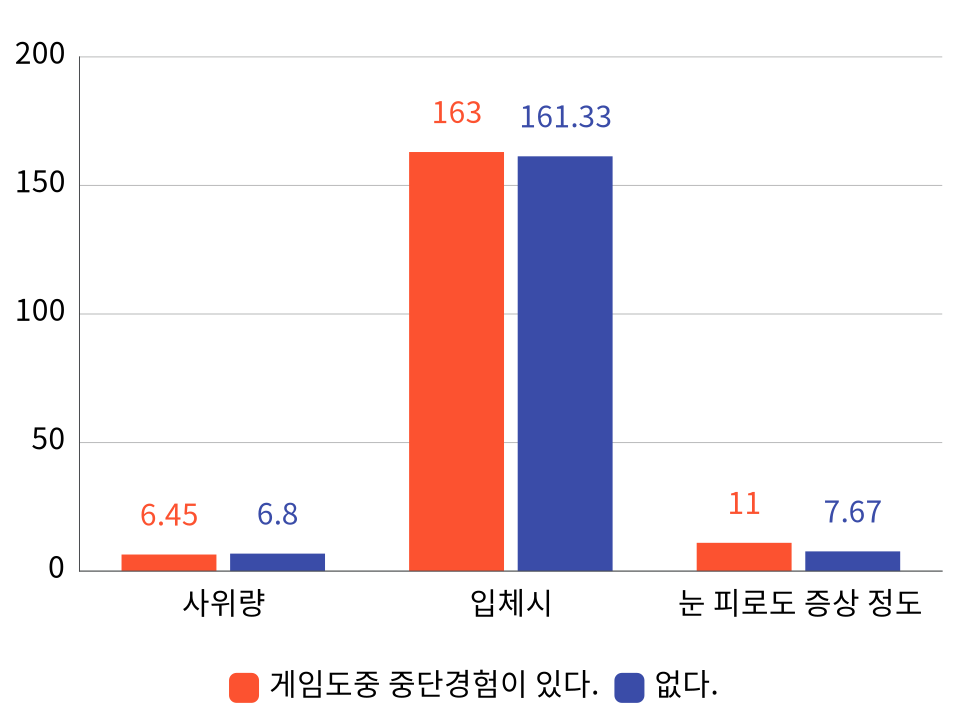 200
150
100
50
0
163
161.33
6.45
6.8
11
7.67
사위량
입체시
눈 피로도 증상 정도
게임도중 중단경험이 있다.
없다.